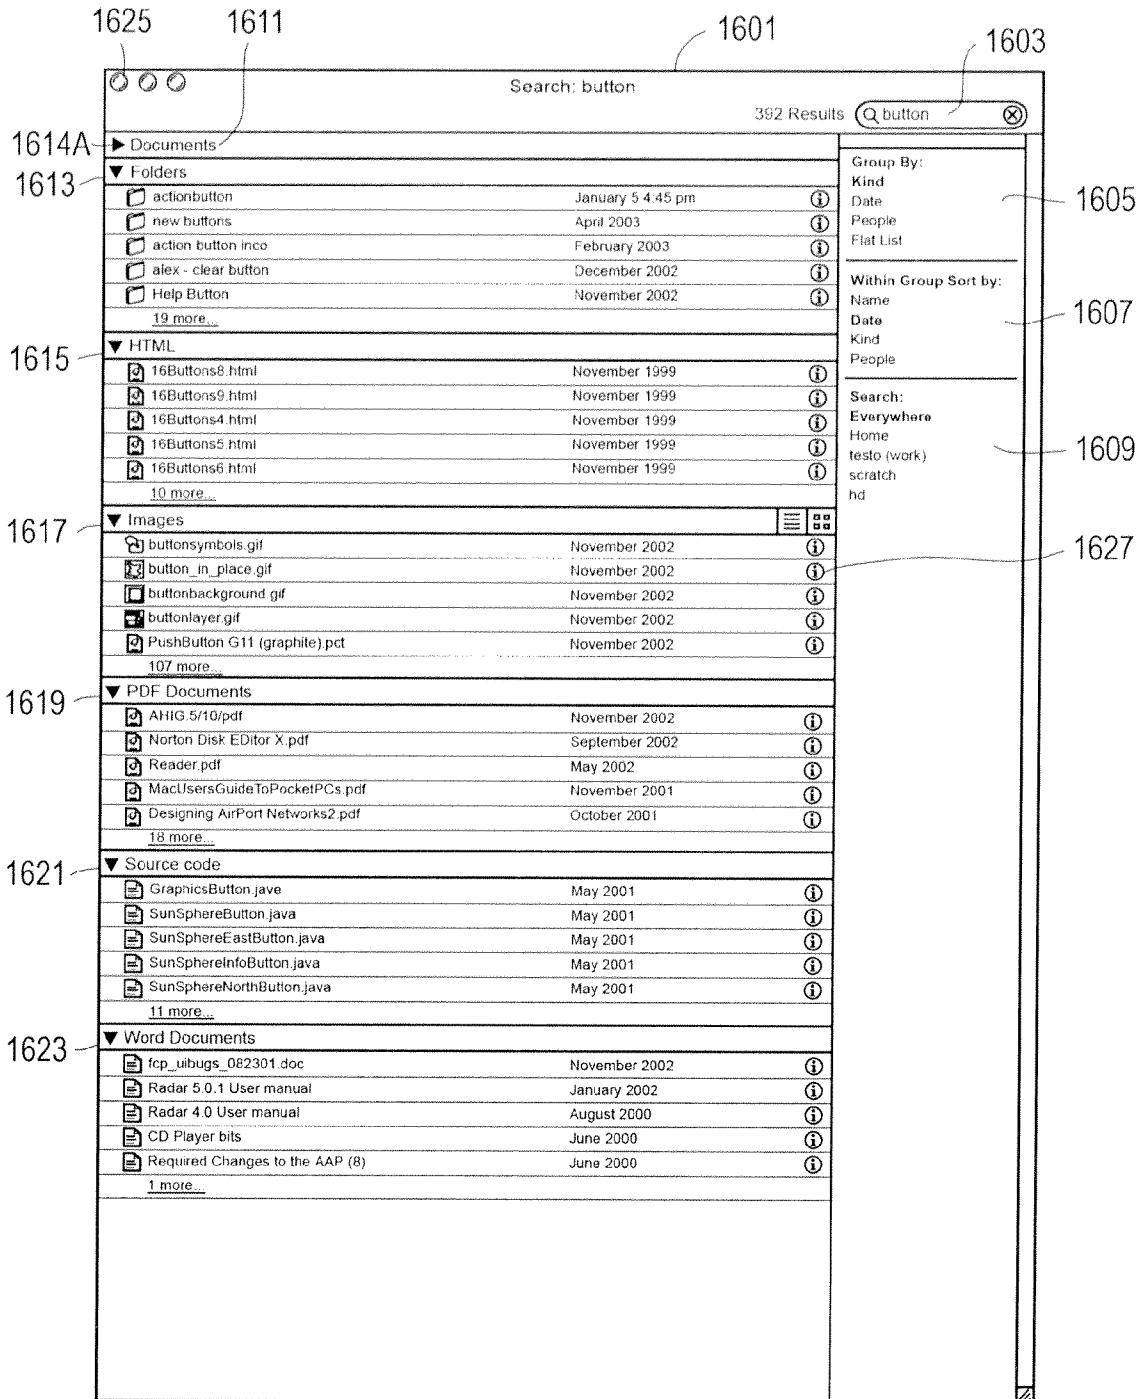 1625 1611 1601 1603
Search: button
392 Results button
1614A Documents
1613 Folders
actionbutton January 5 4:45 pm
new buttons April 2003
action button inco February 2003
alex - clear button December 2002
Help Button November 2002
19 more...
1615 HTML
16Buttons8.html November 1999
16Buttons9.html November 1999
16Buttons4.html November 1999
16Buttons5.html November 1999
16Buttons6.html November 1999
10 more...
1617 Images
buttonsymbols.gif November 2002
button_in_place.gif November 2002
buttonbackground.gif November 2002
buttonlayer.gif November 2002
PushButton G11 (graphite).pct November 2002
107 more...
1619 PDF Documents
AHIG.5/10/pdf November 2002
Norton Disk EDitor X.pdf September 2002
Reader.pdf May 2002
MacUsersGuideToPocketPCs.pdf November 2001
Designing AirPort Networks2.pdf October 2001
18 more...
1621 Source code
GraphicsButton.jave May 2001
SunSphereButton.java May 2001
SunSphereEastButton.java May 2001
SunSphereInfoButton.java May 2001
SunSphereNorthButton.java May 2001
11 more...
1623 Word Documents
fcp_uibugs_082301.doc November 2002
Radar 5.0.1 User manual January 2002
Radar 4.0 User manual August 2000
CD Player bits June 2000
Required Changes to the AAP (8) June 2000
1 more...
Group By:
Kind
Date 1605
People
Flat List
Within Group Sort by:
Name
Date 1607
Kind
People
Search:
Everywhere
Home 1609
testo (work)
scratch
hd
1627